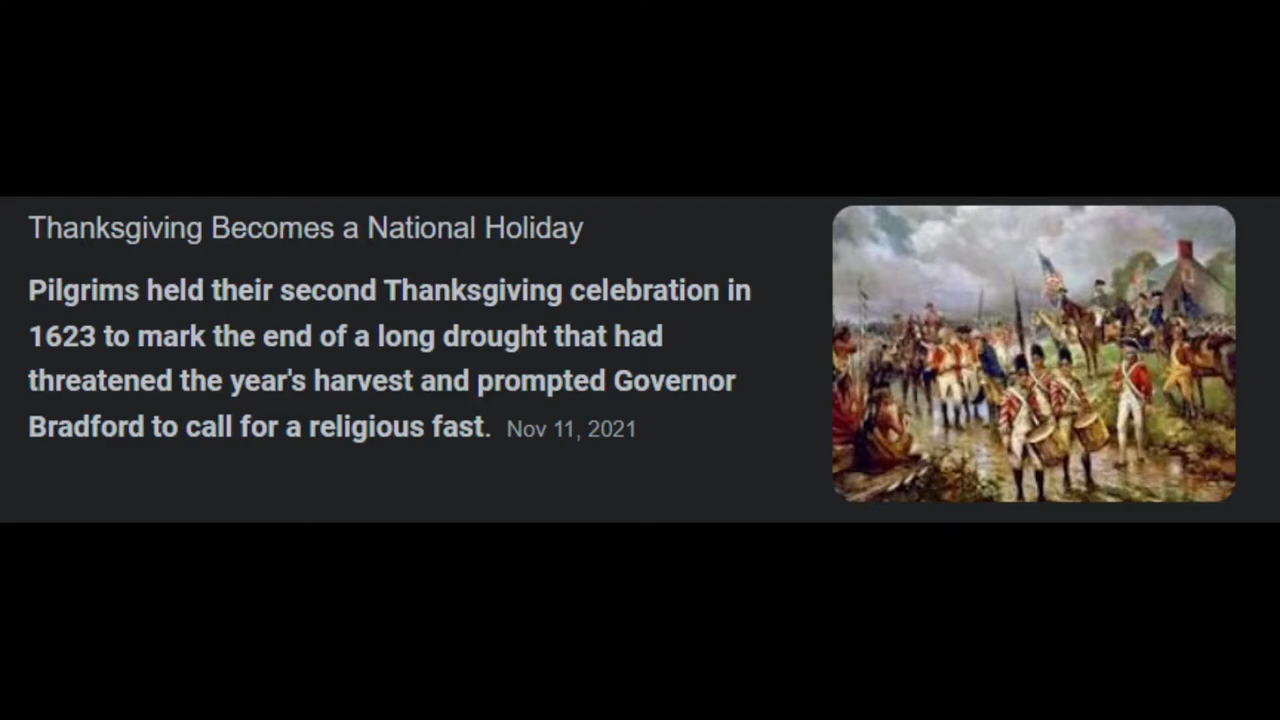 Thanksgiving Becomes a National Holiday
Pilgrims held their second Thanksgiving celebration in
1623 to mark the end of a long drought that had
threatened the year's harvest and prompted Governor
Bradford to call for a religious fast. Nov 11, 2021